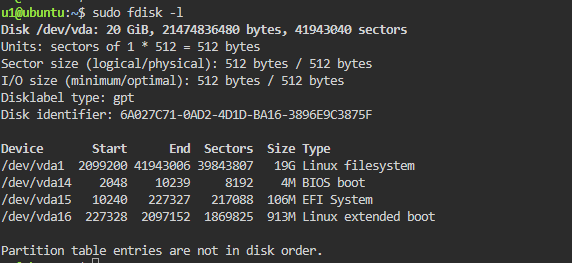 u1@ubuntu:~$ sudo fdisk -l
Disk /dev/vda: 20 GiB, 21474836480 bytes, 41943040 sectors
Units: sectors of 1 * 512 = 512 bytes
Sector size (logical/physical): 512 bytes / 512 bytes
I/O size (minimum/optimal): 512 bytes / 512 bytes
Disklabel type: gpt
Disk identifier: 6A027C71-0AD2-4D1D-BA16-3896E9C3875F

Device       Start      End  Sectors  Size Type
/dev/vda1  2099200 41943006 39843807   19G Linux filesystem
/dev/vda14    2048    10239     8192    4M BIOS boot
/dev/vda15   10240   227327   217088  106M EFI System
/dev/vda16  227328  2097152  1869825  913M Linux extended boot

Partition table entries are not in disk order.